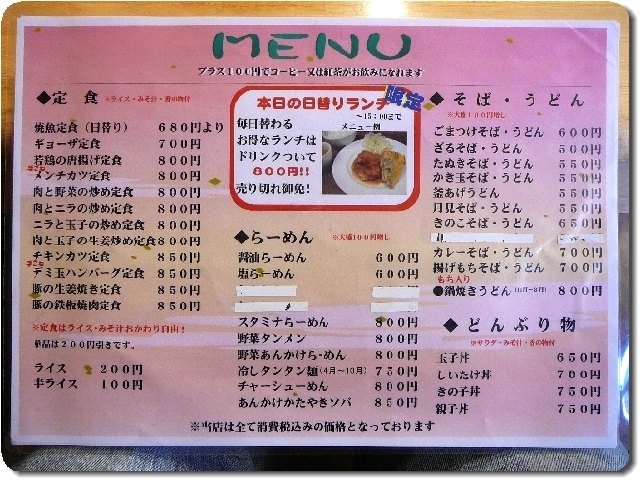 MENU
プラス100円でコーヒー又は紅茶がお飲みになれます
◆定食 ※ライス・みそ汁・香の物付
焼魚定食(日替り) 680円より
ギョーザ定食 700円
若鶏の唐揚げ定食 800円
メンチカツ定食 800円
肉と野菜の炒め定食 800円
肉とニラの炒め定食 800円
ニラと玉子の炒め定食 800円
肉と玉子の生姜炒め定食 800円
チキンカツ定食 850円
デミ玉ハンバーグ定食 850円
豚の生姜焼き定食 850円
豚の鉄板焼肉定食 850円
※定食はライス・みそ汁おかわり自由!
単品は200円引きです。
ライス 200円
半ライス 100円
本日の日替りランチ
限定
~15:00まで
毎日替わる
メニュー例
お得なランチは
ドリンクついて
800円!!
売り切れ御免!
◆らーめん ※大盛100円増し
醤油らーめん 600円
塩らーめん 600円
スタミナらーめん 800円
野菜タンメン 800円
野菜あんかけらーめん 800円
冷しタンタン麺(4月~10月) 750円
チャーシューめん 800円
あんかけかたやきソバ 850円
◆そば・うどん
※大盛100円増し
ごまつけそば・うどん 600円
ざるそば・うどん 500円
たぬきそば・うどん 550円
かき玉そば・うどん 550円
釜あげうどん 550円
月見そば・うどん 550円
きのこそば・うどん 650円
カレーそば・うどん 700円
揚げもちそば・うどん 700円
もち入り
●鍋焼きうどん(11月~3月) 800円
◆どんぶり物
※サラダ・みそ汁・香の物付
玉子丼 650円
しいたけ丼 700円
きの子丼 750円
親子丼 750円
※当店は全て消費税込みの価格となっております